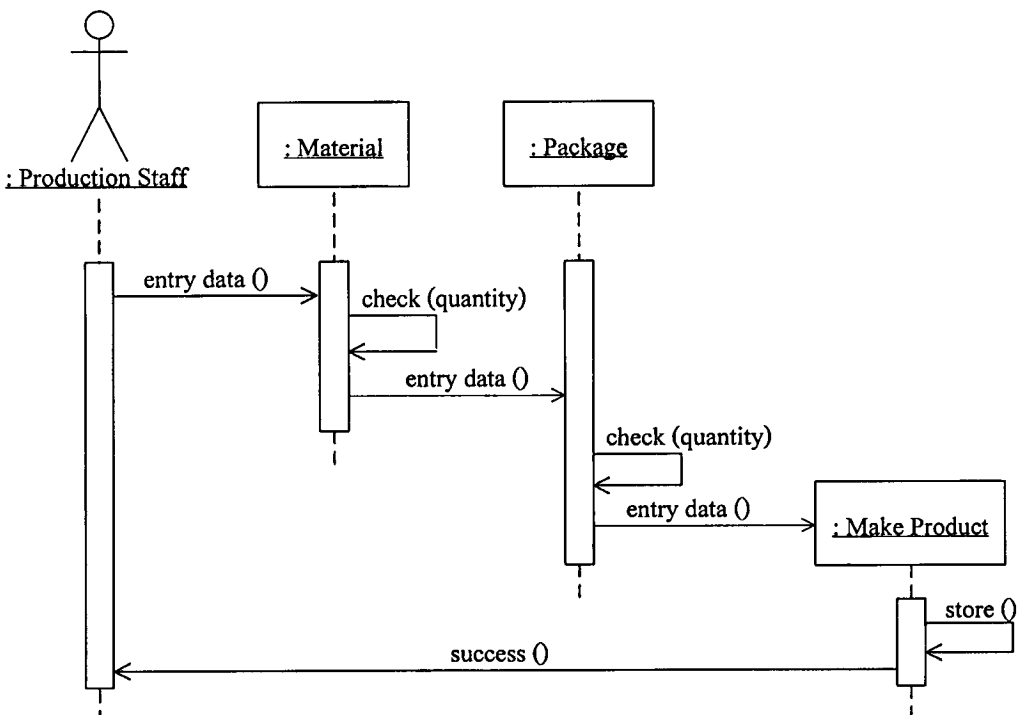 : Material
: Package
: Production Staff
entry data ()
check (quantity)
entry data ()
check (quantity)
entry data ()
: Make Product
store ()
success ()